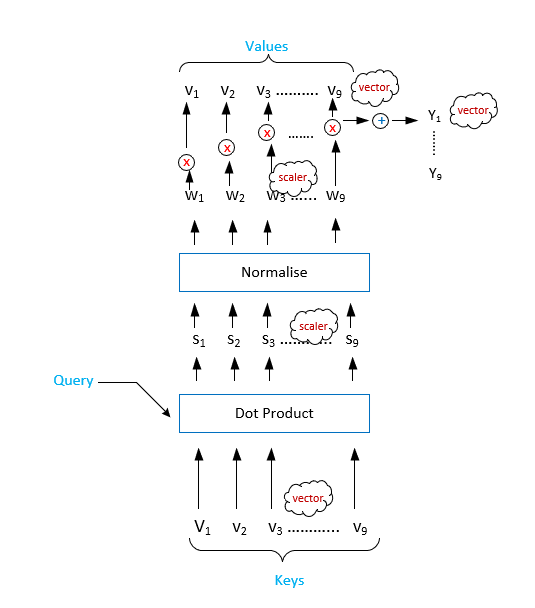 Values
v1 v2 v3 .......... v9
vector
x x x ...... x + Y1 vector
Y9
scaler
w1 w2 w3 ...... w9
Normalise
s1 s2 s3 ............ s9
scaler
Query
Dot Product
vector
V1 v2 v3 ............ v9
Keys